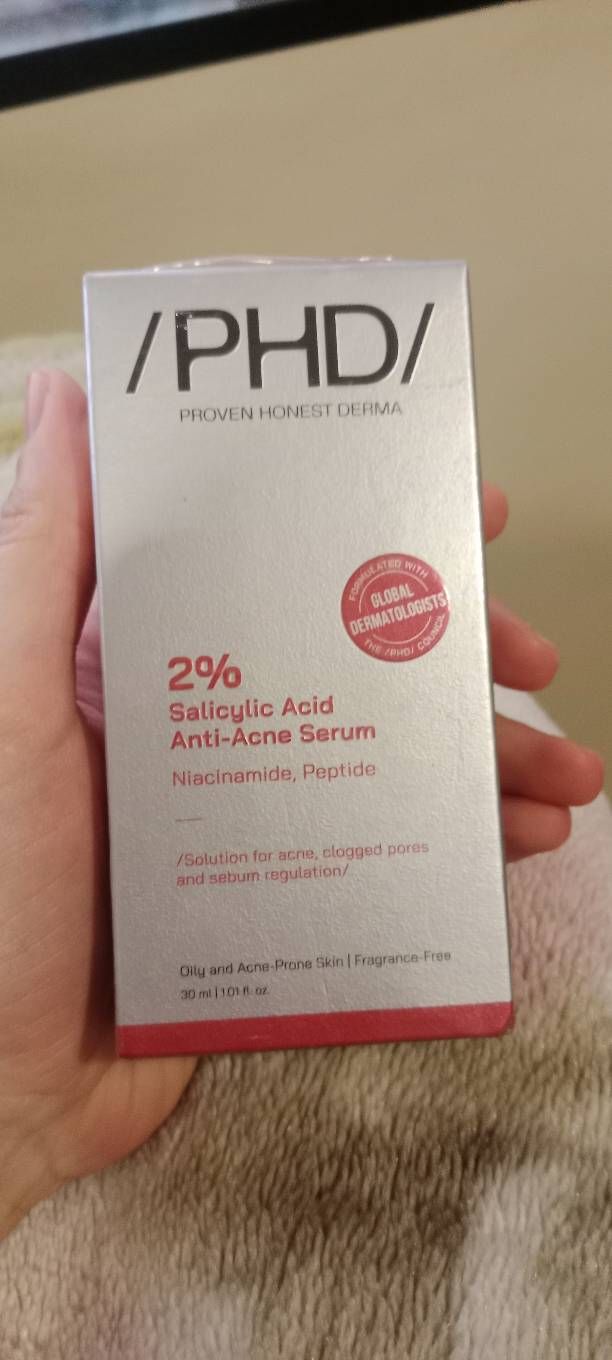 /PHD/
PROVEN HONEST DERMA
FORMULATED WITH
GLOBAL
DERMATOLOGISTS
THE /PHD/ COUNCIL
2%
Salicylic Acid
Anti-Acne Serum
Niacinamide, Peptide
/Solution for acne, clogged pores
and sebum regulation/
Oily and Acne-Prone Skin | Fragrance-Free
30 ml | 1.01 fl. oz.